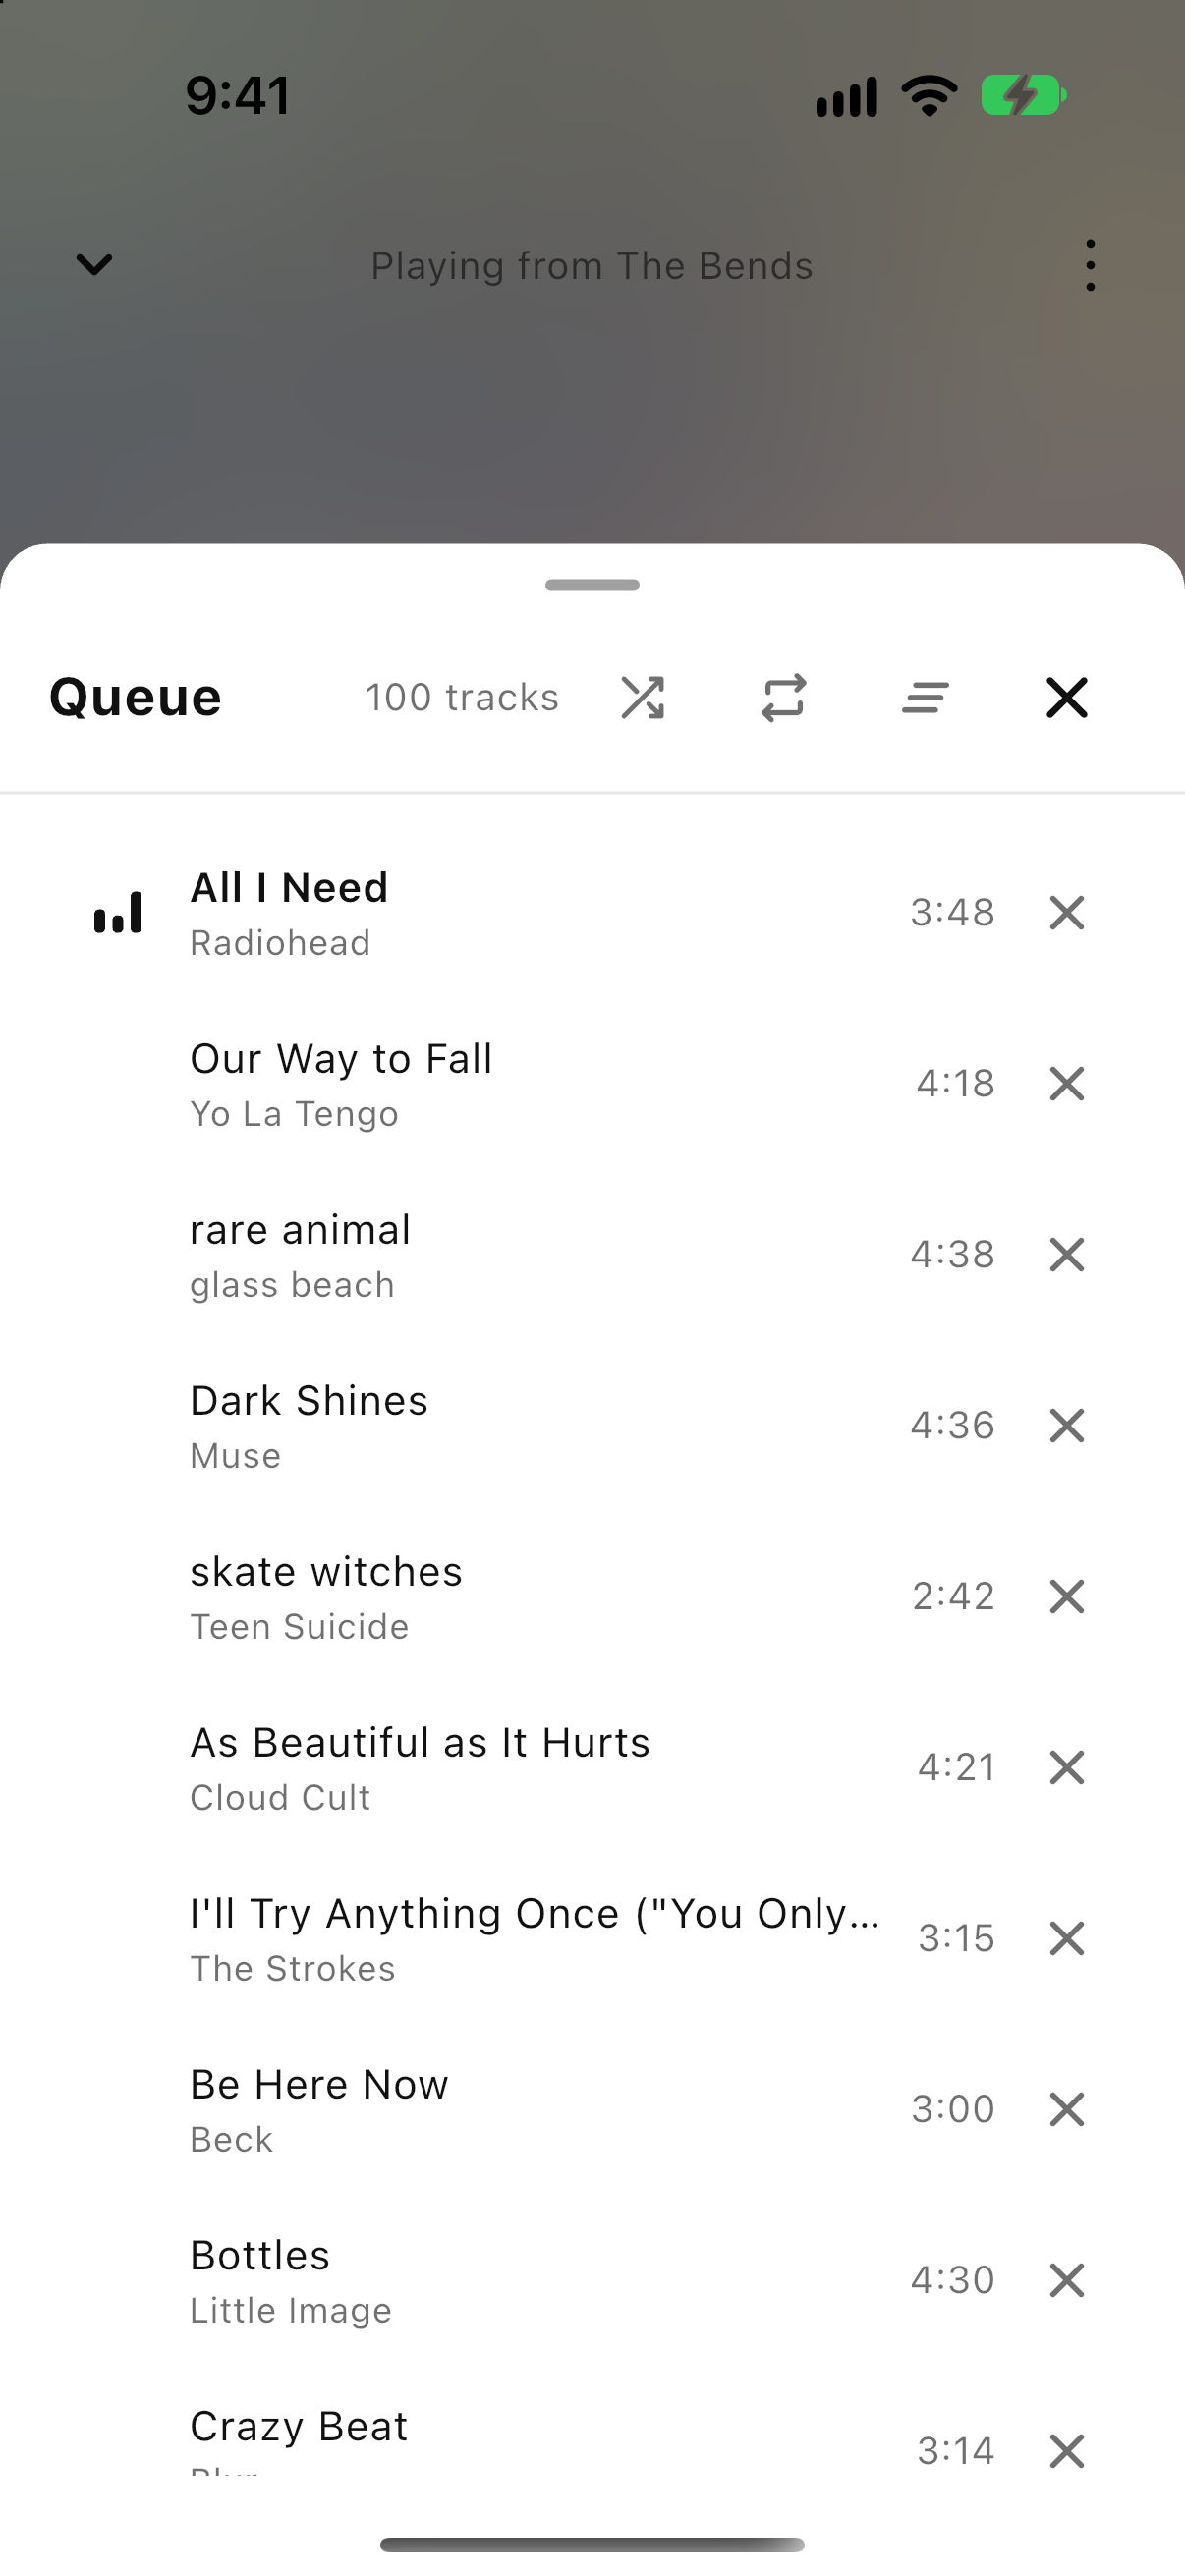 9:41
Playing from The Bends
Queue
100 tracks
All I Need
3:48
Radiohead
Our Way to Fall
4:18
Yo La Tengo
rare animal
4:38
glass beach
Dark Shines
4:36
Muse
skate witches
2:42
Teen Suicide
As Beautiful as It Hurts
4:21
Cloud Cult
I'll Try Anything Once ("You Only...
3:15
The Strokes
Be Here Now
3:00
Beck
Bottles
4:30
Little Image
Crazy Beat
3:14